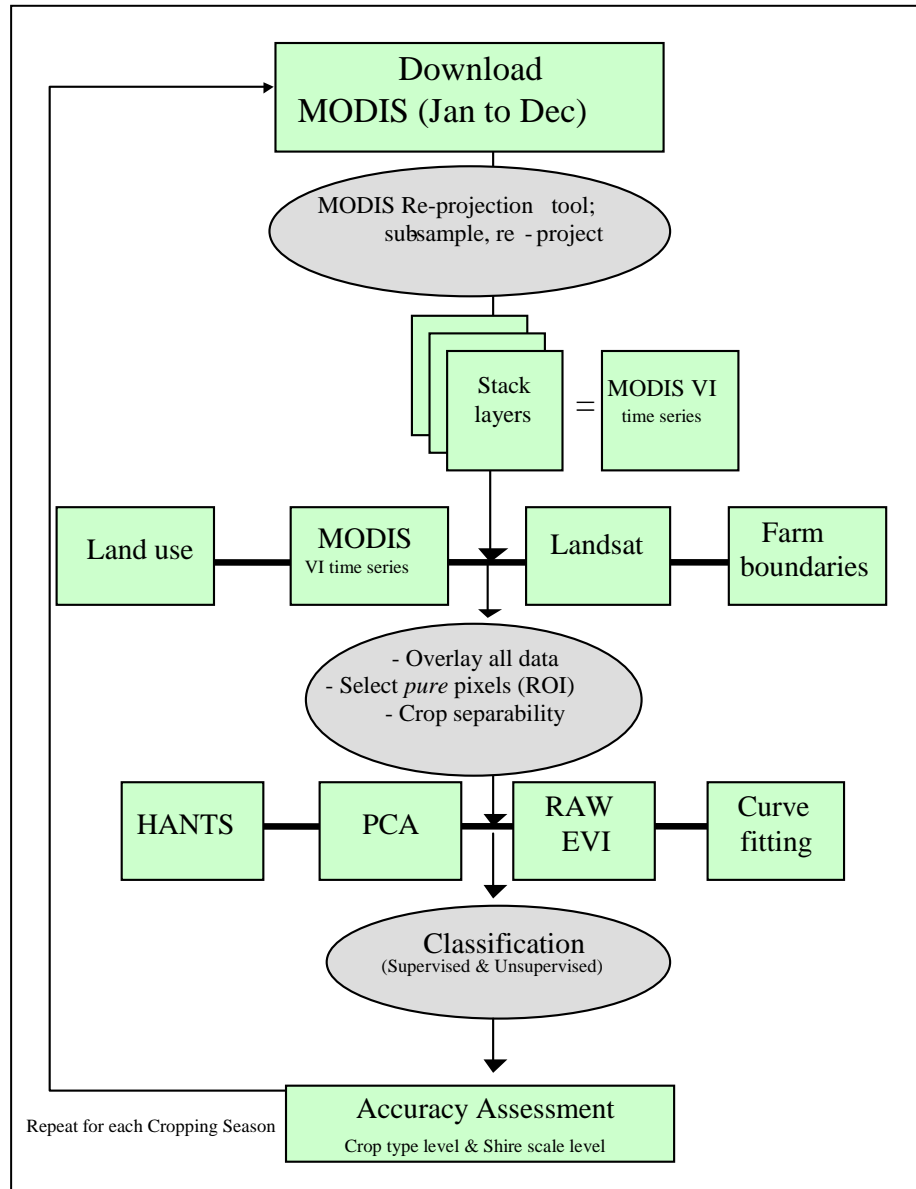 Download
MODIS (Jan to Dec)
MODIS Re-projection tool;
subsample, re - project
Stack
layers
=
MODIS VI
time series
Land use
MODIS
VI time series
Landsat
Farm
boundaries
- Overlay all data
- Select pure pixels (ROI)
- Crop separability
HANTS
PCA
RAW
EVI
Curve
fitting
Classification
(Supervised & Unsupervised)
Accuracy Assessment
Crop type level & Shire scale level
Repeat for each Cropping Season